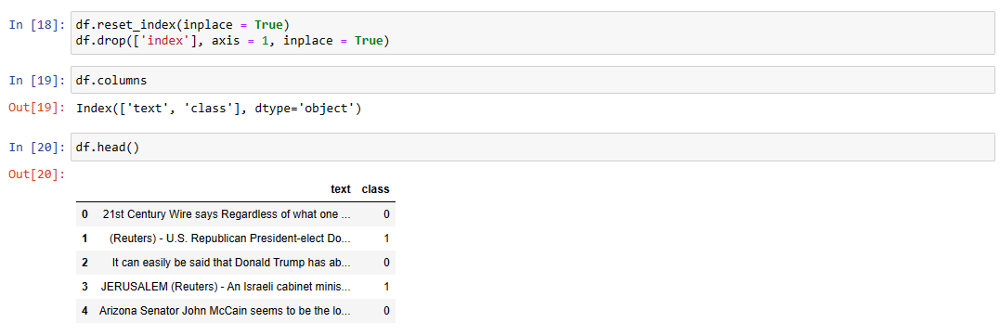 In [18]: df.reset_index(inplace = True)
df.drop(['index'], axis = 1, inplace = True)
In [19]: df.columns
Out[19]: Index(['text', 'class'], dtype='object')
In [20]: df.head()
Out[20]:
text class
0 21st Century Wire says Regardless of what one ... 0
1 (Reuters) - U.S. Republican President-elect Do... 1
2 It can easily be said that Donald Trump has ab... 0
3 JERUSALEM (Reuters) - An Israeli cabinet minis... 1
4 Arizona Senator John McCain seems to be the lo... 0